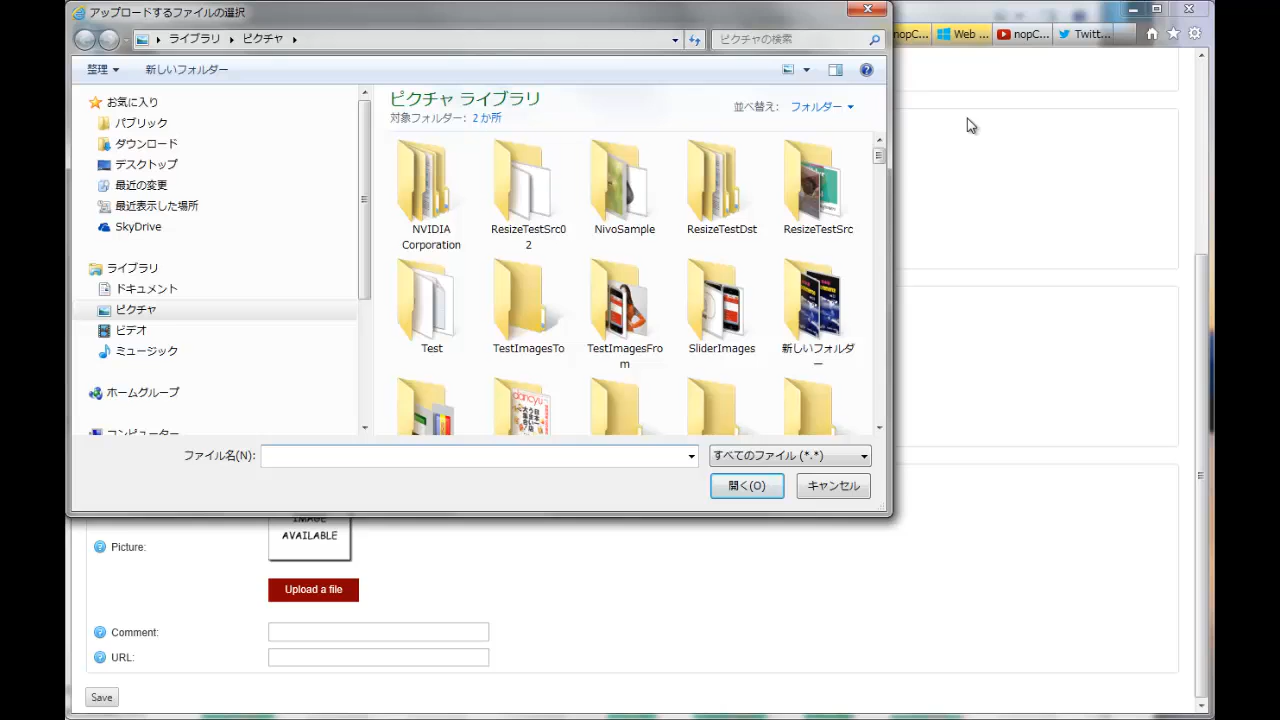 アップロードするファイルの選択
ライブラリ ピクチャ
ピクチャの検索
nopC...
Web ...
nopC...
Twitt...
整理
新しいフォルダー
お気に入り
パブリック
ダウンロード
デスクトップ
最近の変更
最近表示した場所
SkyDrive
ライブラリ
ドキュメント
ピクチャ
ビデオ
ミュージック
ホームグループ
コンピューター
ピクチャ ライブラリ
対象フォルダー: 2 か所
並べ替え: フォルダー
NVIDIA
Corporation
ResizeTestSrc0
2
NivoSample
ResizeTestDst
ResizeTestSrc
Test
TestImagesTo
TestImagesFro
m
SliderImages
新しいフォルダ
ー
dancyu
ファイル名(N):
すべてのファイル (*.*)
開く(O)
キャンセル
IMAGE
AVAILABLE
Picture:
Upload a file
Comment:
URL:
Save